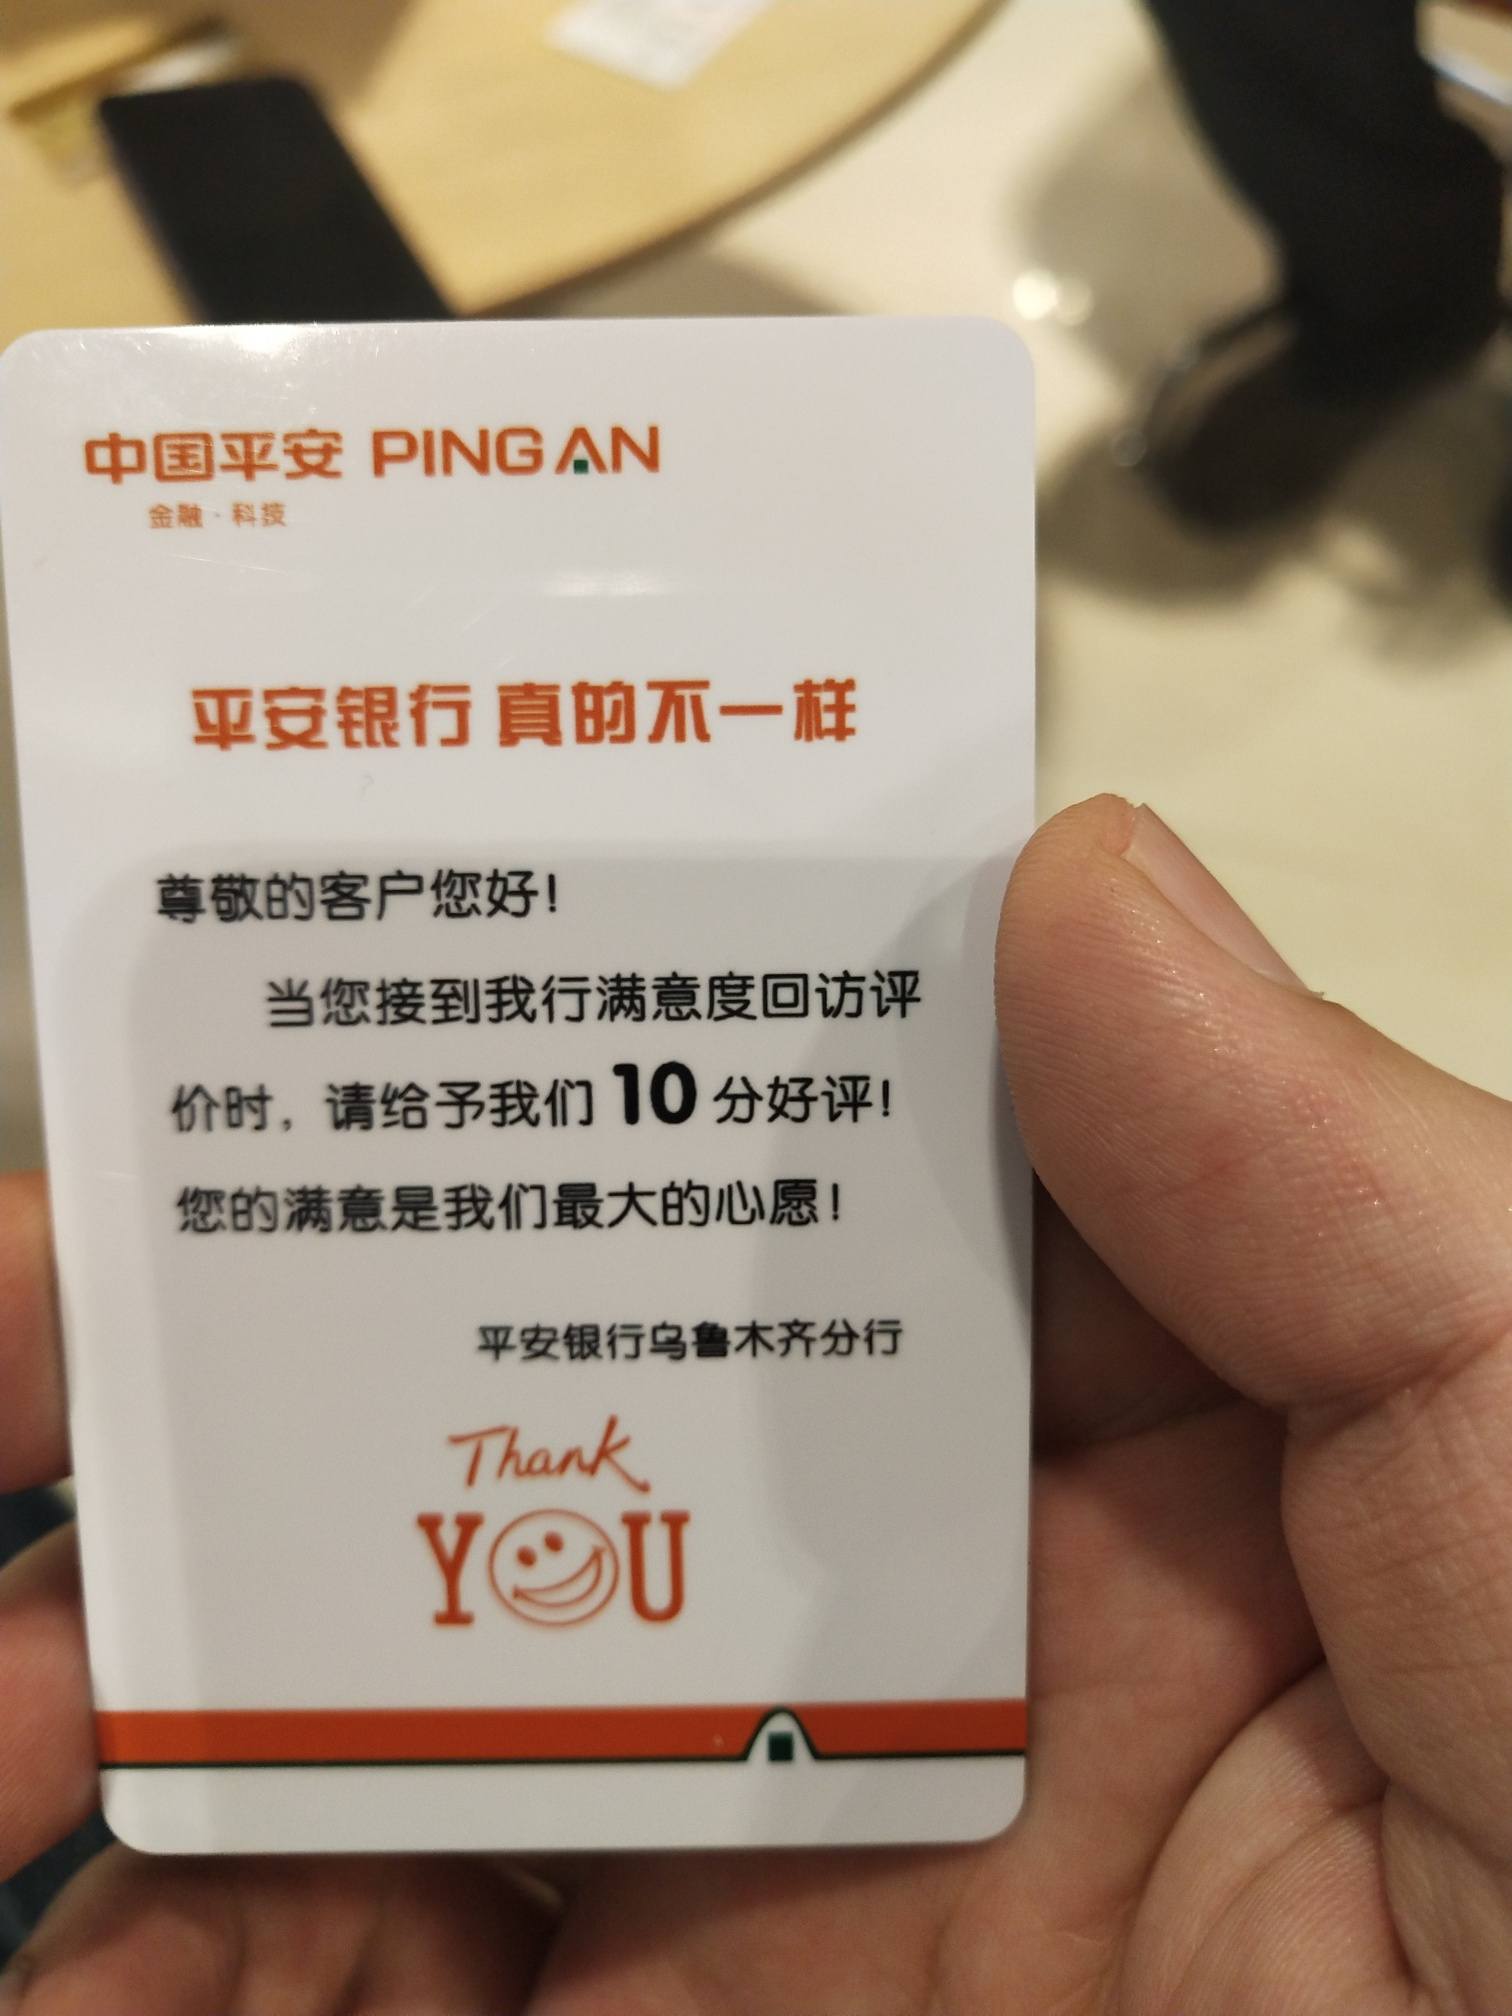 中国平安 PING AN
金融·科技
平安银行 真的不一样
尊敬的客户您好!
当您接到我行满意度回访评
价时,请给予我们 10 分好评!
您的满意是我们最大的心愿!
平安银行乌鲁木齐分行
Thank
YOU